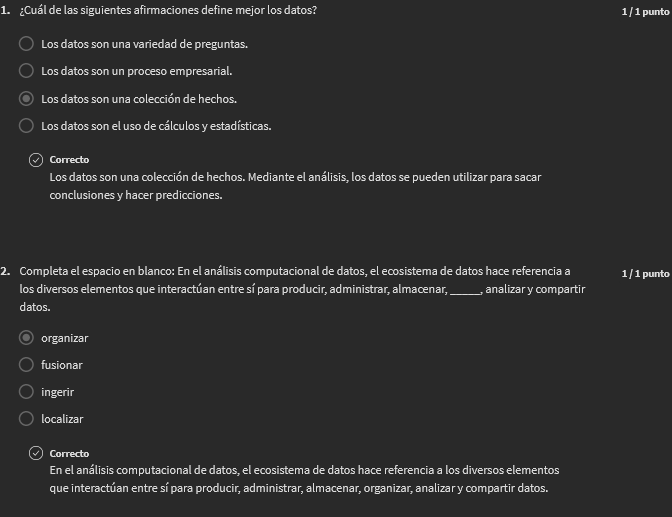 1. ¿Cuál de las siguientes afirmaciones define mejor los datos?
1 / 1 punto
Los datos son una variedad de preguntas.
Los datos son un proceso empresarial.
Los datos son una colección de hechos.
Los datos son el uso de cálculos y estadísticas.
Correcto
Los datos son una colección de hechos. Mediante el análisis, los datos se pueden utilizar para sacar
conclusiones y hacer predicciones.
2. Completa el espacio en blanco: En el análisis computacional de datos, el ecosistema de datos hace referencia a
1 / 1 punto
los diversos elementos que interactúan entre sí para producir, administrar, almacenar, _____, analizar y compartir
datos.
organizar
fusionar
ingerir
localizar
Correcto
En el análisis computacional de datos, el ecosistema de datos hace referencia a los diversos elementos
que interactúan entre sí para producir, administrar, almacenar, organizar, analizar y compartir datos.